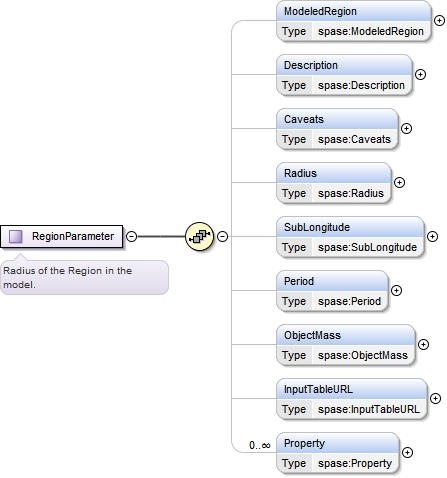 ModeledRegion
Type spase:ModeledRegion
Description
Type spase:Description
Caveats
Type spase:Caveats
Radius
Type spase:Radius
RegionParameter
Radius of the Region in the
model.
SubLongitude
Type spase:SubLongitude
Period
Type spase:Period
ObjectMass
Type spase:ObjectMass
InputTableURL
Type spase:InputTableURL
0..∞
Property
Type spase:Property